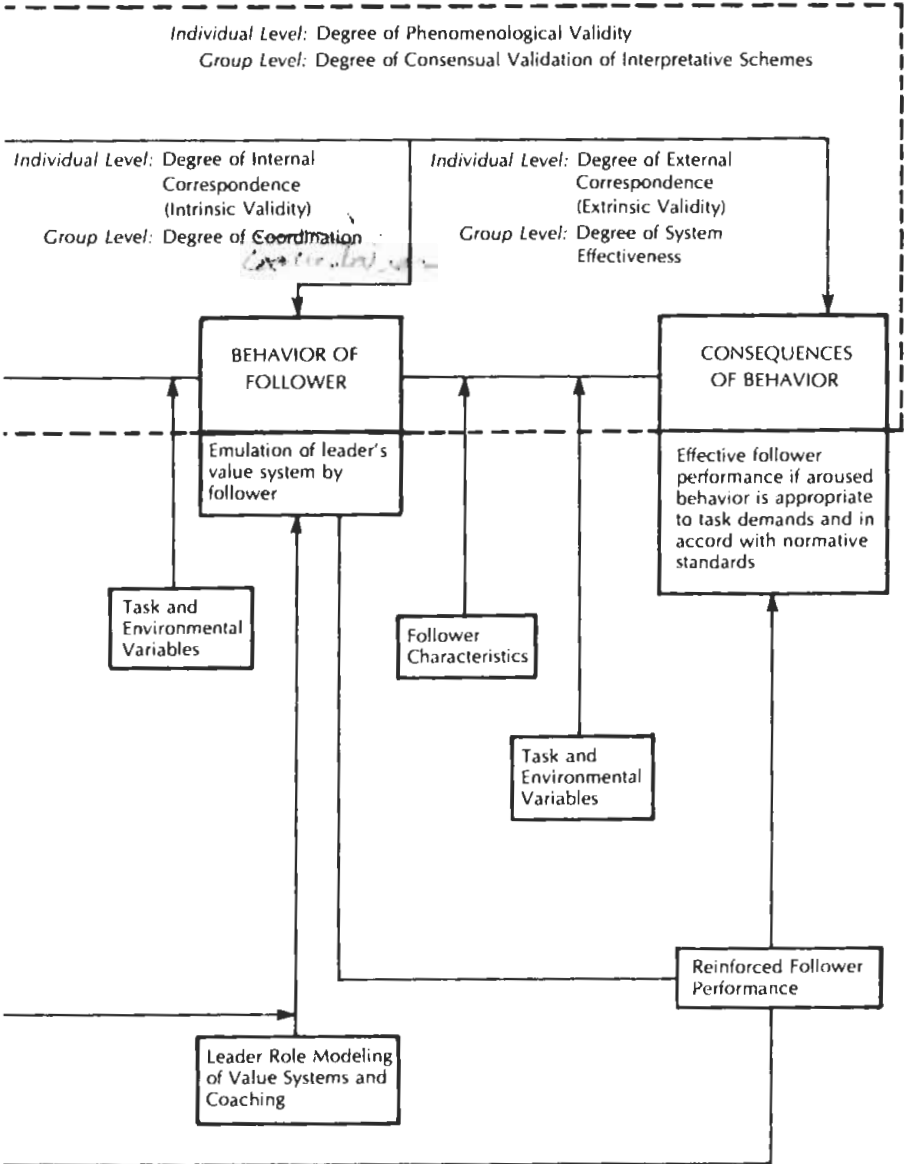 Individual Level: Degree of Phenomenological Validity
Group Level: Degree of Consensual Validation of Interpretative Schemes
Individual Level: Degree of Internal
Correspondence
(Intrinsic Validity)
Group Level: Degree of Coordination
Individual Level: Degree of External
Correspondence
(Extrinsic Validity)
Group Level: Degree of System
Effectiveness
BEHAVIOR OF
FOLLOWER
Emulation of leader's
value system by
follower
CONSEQUENCES
OF BEHAVIOR
Effective follower
performance if aroused
behavior is appropriate
to task demands and in
accord with normative
standards
Task and
Environmental
Variables
Follower
Characteristics
Task and
Environmental
Variables
Reinforced Follower
Performance
Leader Role Modeling
of Value Systems and
Coaching